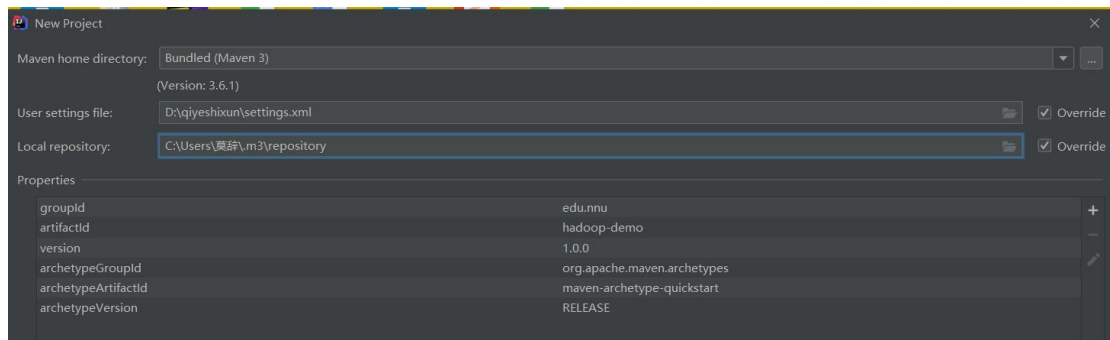 New Project
Maven home directory: Bundled (Maven 3) ...
(Version: 3.6.1)
User settings file: D:\qiyeshixun\settings.xml Override
Local repository: C:\Users\莫辞\.m3\repository Override
Properties
groupId edu.nnu
artifactId hadoop-demo
version 1.0.0
archetypeGroupId org.apache.maven.archetypes
archetypeArtifactId maven-archetype-quickstart
archetypeVersion RELEASE